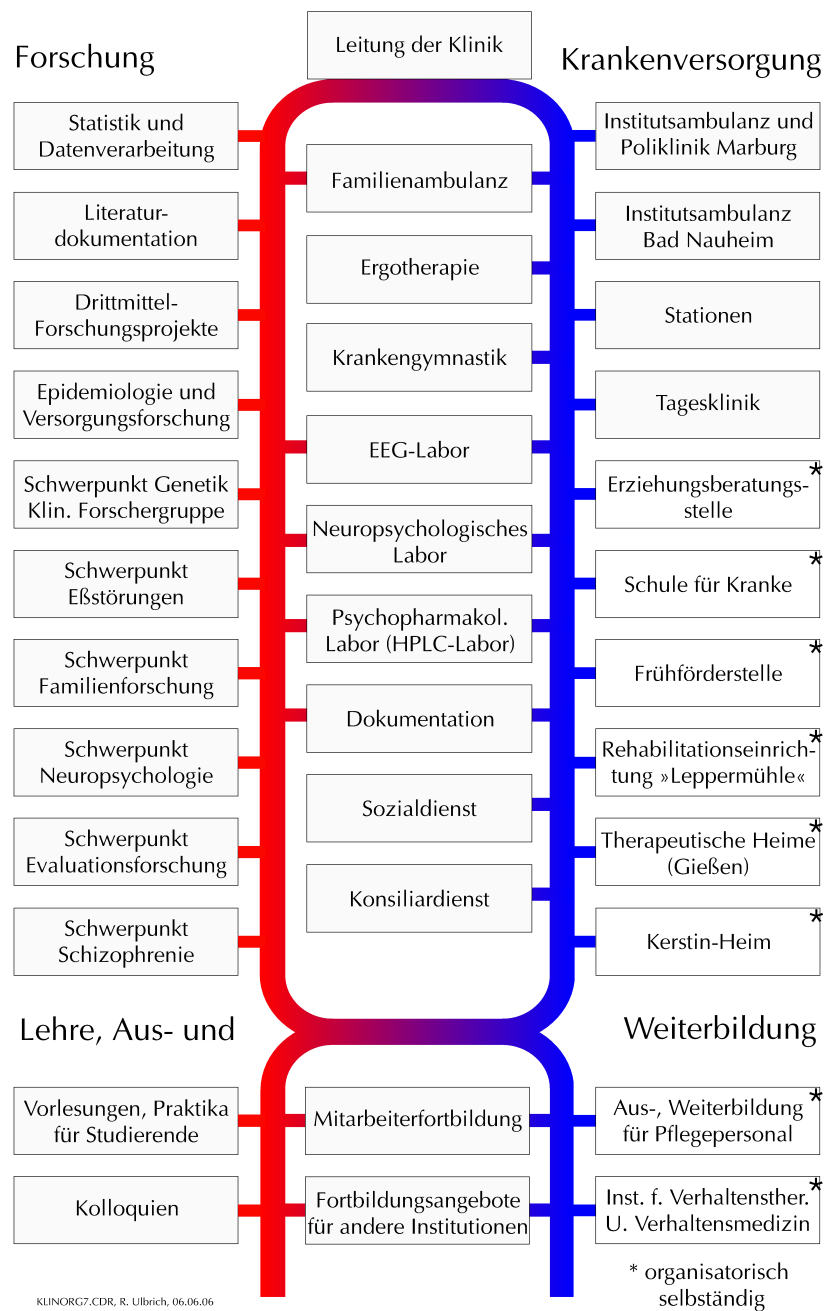 Leitung der Klinik
Forschung
Krankenversorgung
Statistik und
Datenverarbeitung
Literatur-
dokumentation
Drittmittel-
Forschungsprojekte
Epidemiologie und
Versorgungsforschung
Schwerpunkt Genetik
Klin. Forschergruppe
Schwerpunkt
Eßstörungen
Schwerpunkt
Familienforschung
Schwerpunkt
Neuropsychologie
Schwerpunkt
Evaluationsforschung
Schwerpunkt
Schizophrenie
Familienambulanz
Ergotherapie
Krankengymnastik
EEG-Labor
Neuropsychologisches
Labor
Psychopharmakol.
Labor (HPLC-Labor)
Dokumentation
Sozialdienst
Konsiliardienst
Institutsambulanz und
Poliklinik Marburg
Institutsambulanz
Bad Nauheim
Stationen
Tagesklinik
Erziehungsberatungs- *
stelle
Schule für Kranke *
Frühförderstelle *
Rehabilitationseinrich- *
tung »Leppermühle«
Therapeutische Heime *
(Gießen)
Kerstin-Heim *
Lehre, Aus- und
Weiterbildung
Vorlesungen, Praktika
für Studierende
Kolloquien
Mitarbeiterfortbildung
Fortbildungsangebote
für andere Institutionen
Aus-, Weiterbildung *
für Pflegepersonal
Inst. f. Verhaltensther. *
U. Verhaltensmedizin
* organisatorisch
selbständig
KLINORG7.CDR, R. Ulbrich, 06.06.06